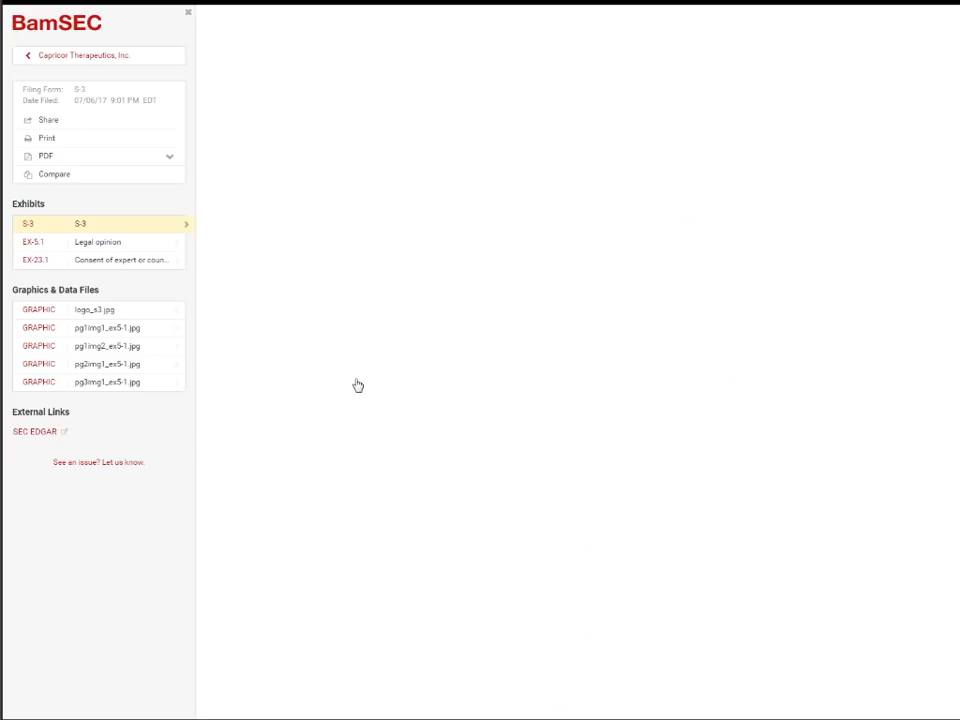 BamSEC
Capricor Therapeutics, Inc.
Filing Form: S-3
Date Filed: 07/06/17 9:01 PM EDT
Share
Print
PDF
Compare
Exhibits
S-3 S-3
EX-5.1 Legal opinion
EX-23.1 Consent of expert or coun...
Graphics & Data Files
GRAPHIC logo_s3.jpg
GRAPHIC pg1img1_ex5-1.jpg
GRAPHIC pg1img2_ex5-1.jpg
GRAPHIC pg2img1_ex5-1.jpg
GRAPHIC pg3img1_ex5-1.jpg
External Links
SEC EDGAR
See an issue? Let us know.